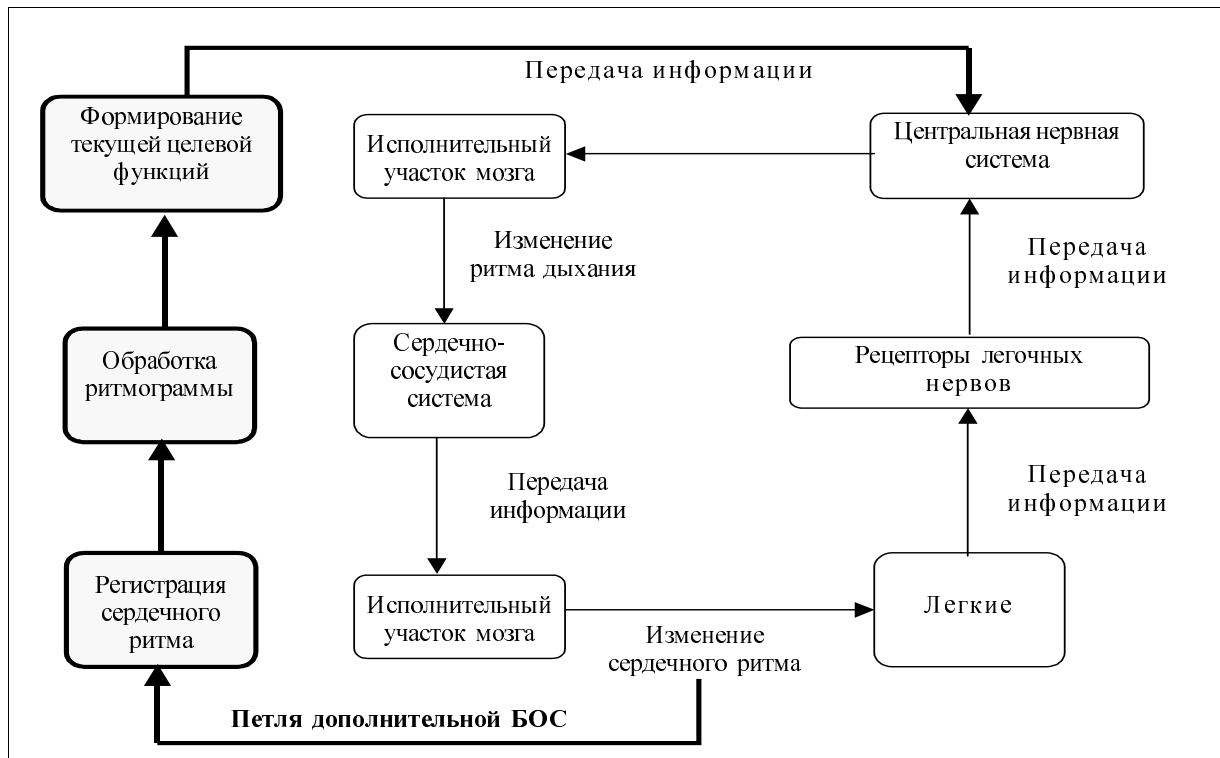 Передача информации
Формирование
текущей целевой
функций
Исполнительный
участок мозга
Центральная нервная
система
Изменение
ритма дыхания
Передача
информации
Обработка
ритмограммы
Сердечно-
сосудистая
система
Рецепторы легочных
нервов
Передача
информации
Передача
информации
Регистрация
сердечного
ритма
Исполнительный
участок мозга
Изменение
сердечного ритма
Легкие
Петля дополнительной БОС